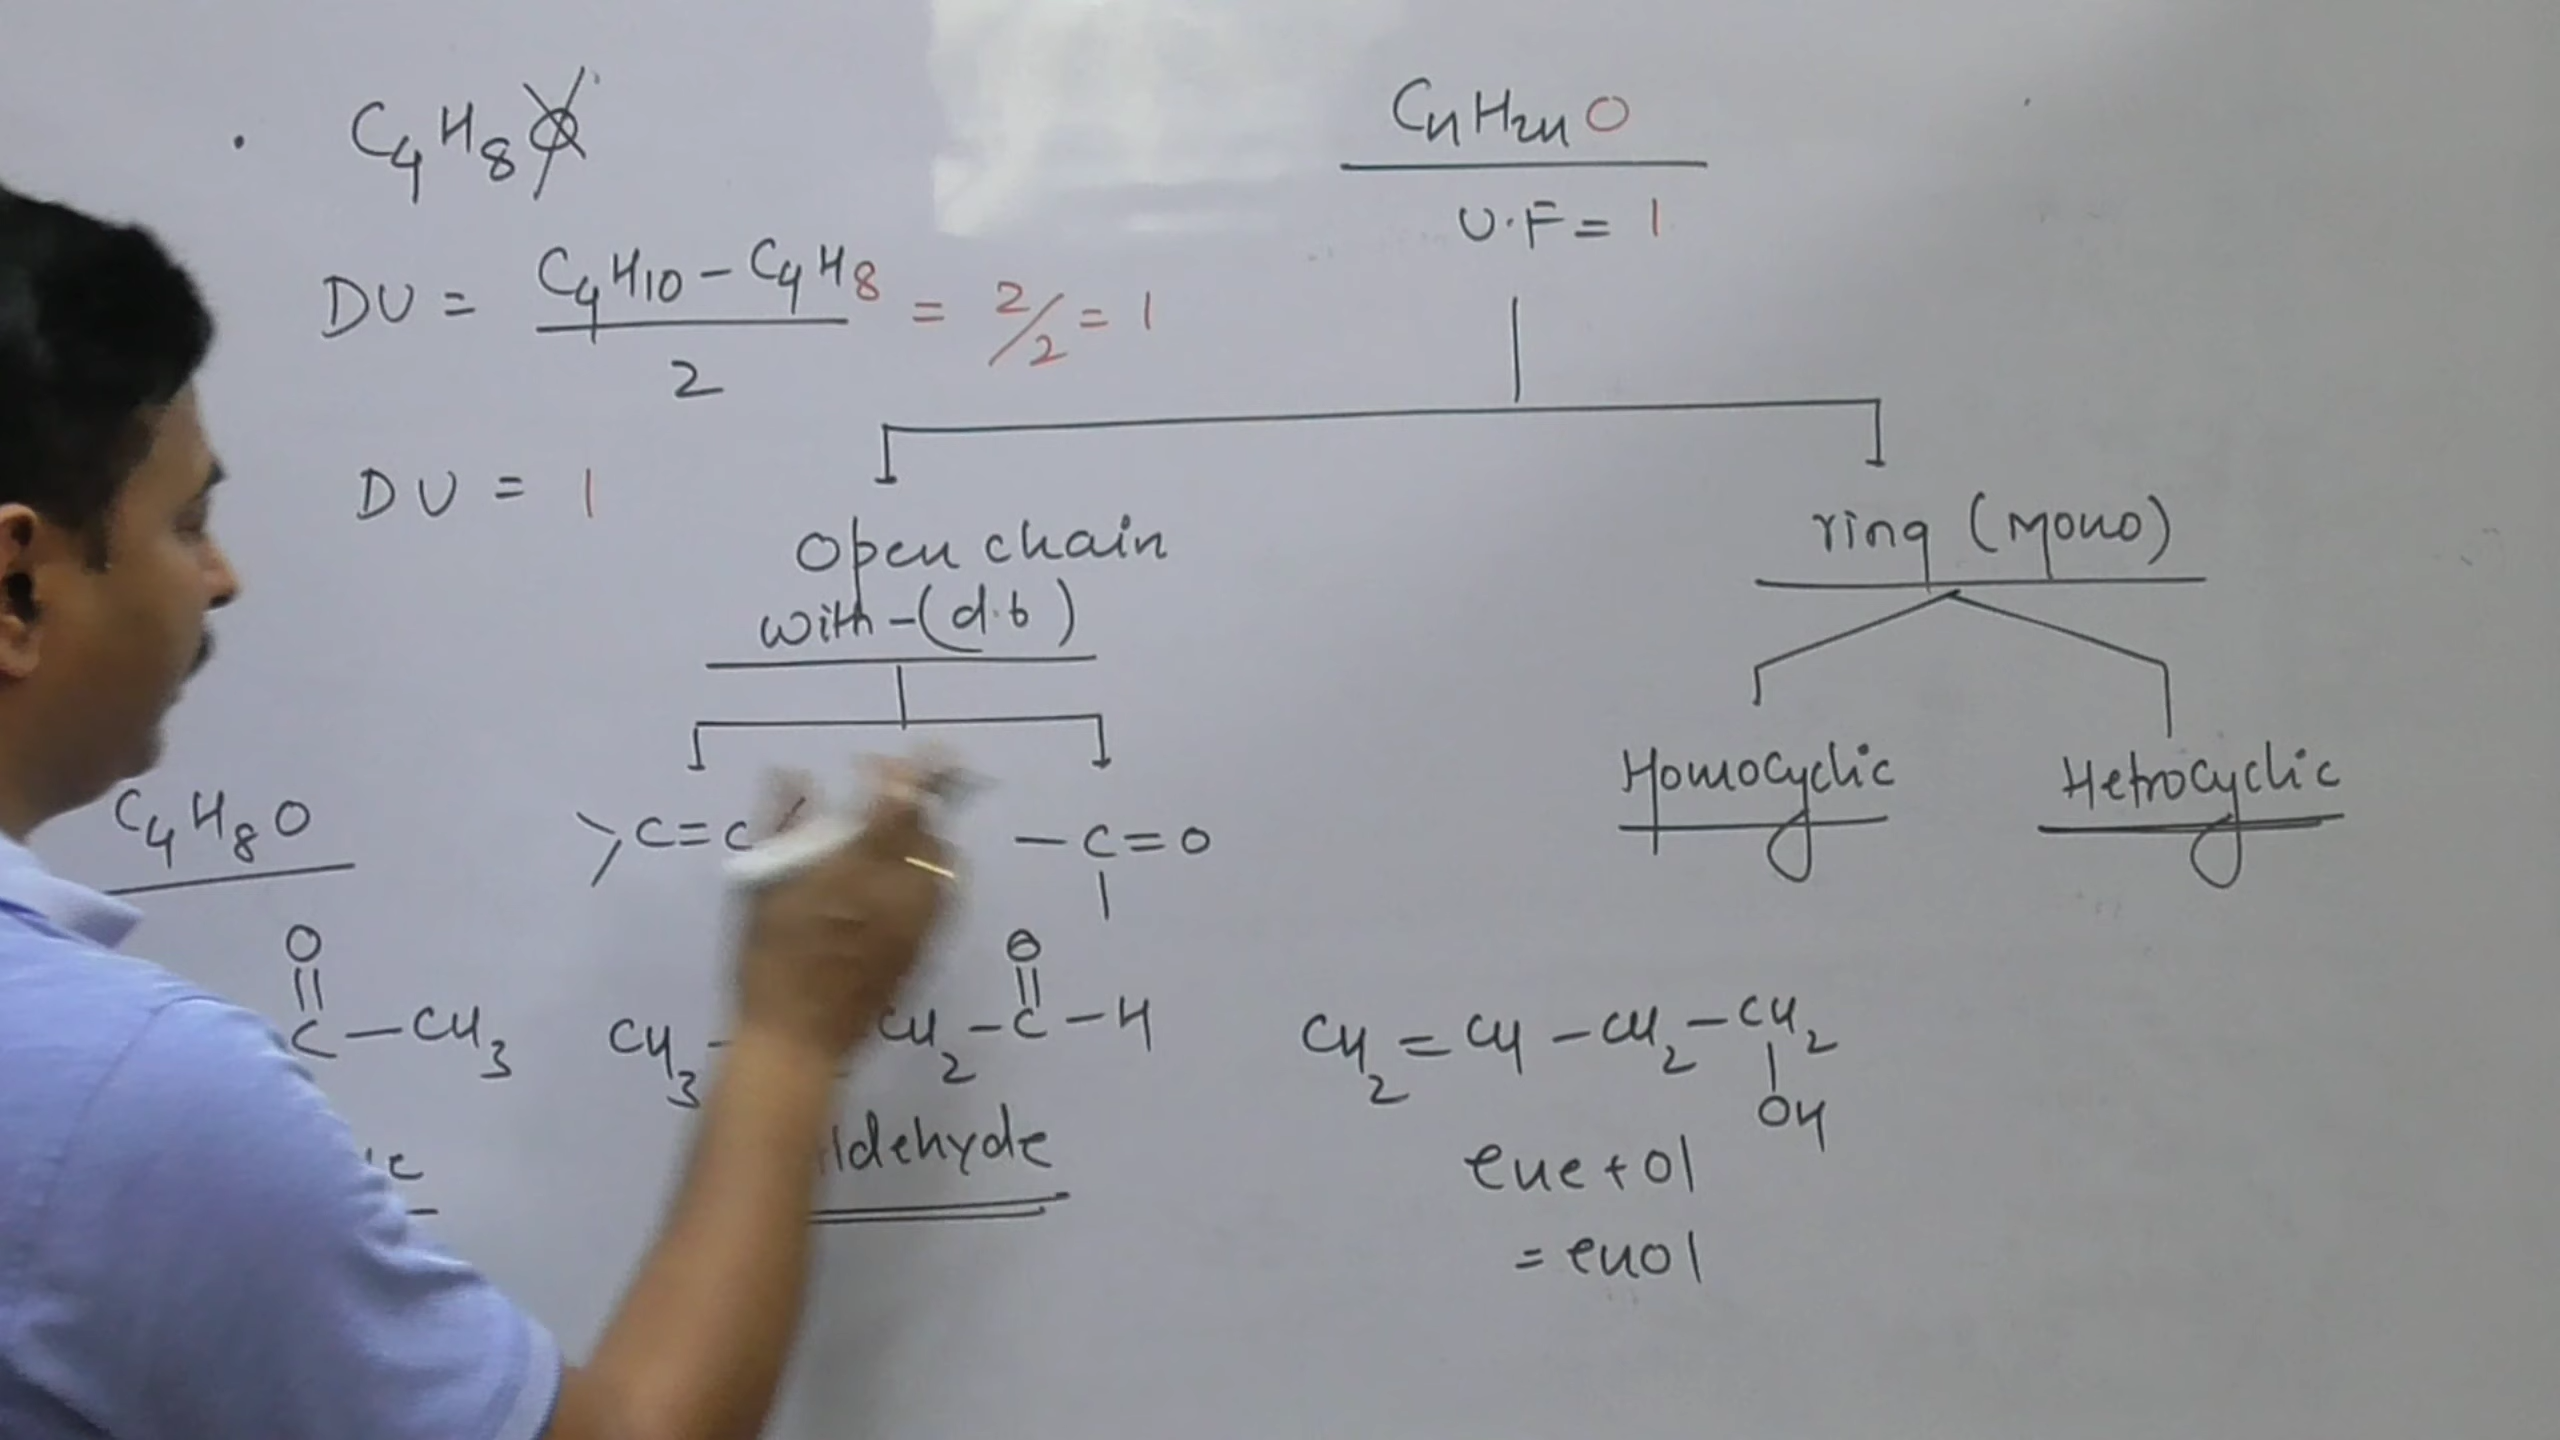 . C4H8O
CnH2nO
U.F = 1
DU = C4H10 - C4H8 / 2 = 2/2 = 1
DU = 1
Open chain
with - (d.b)
ring (Mono)
Homocyclic
Hetrocyclic
C4H8O
>C=C
-C=O
O
||
C-CH3
CH3-
O
||
CH2-C-H
CH2=CH-CH2-CH2
|
OH
ldehyde
ene + ol
= enol